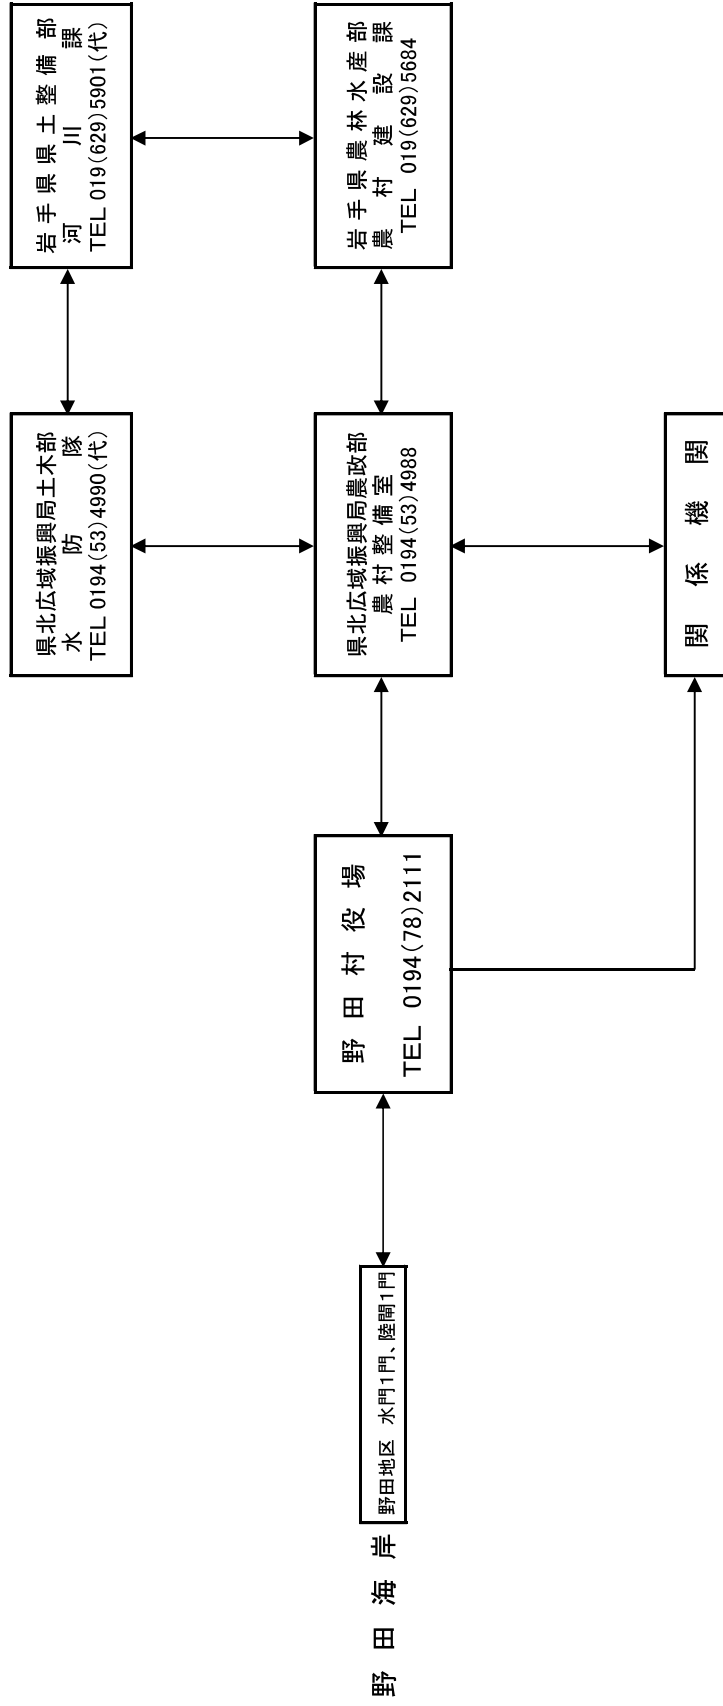 野田海岸
野田地区 水門1門、陸閘1門
野田村役場
TEL 0194(78)2111
県北広域振興局土木部
水防隊
TEL 0194(53)4990(代)
県北広域振興局農政部
農村整備室
TEL 0194(53)4988
関係機関
岩手県県土整備部
河川課
TEL 019(629)5901(代)
岩手県農林水産部
農村建設課
TEL 019(629)5684